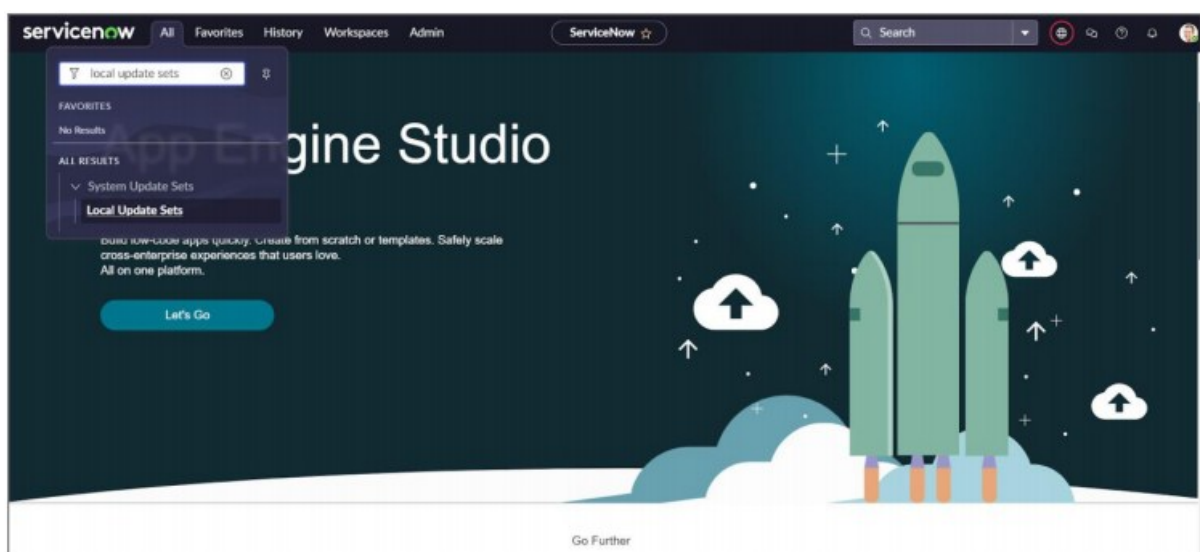 servicenow All Favorites History Workspaces Admin ServiceNow Search
local update sets
FAVORITES
No Results
App Engine Studio
ALL RESULTS
System Update Sets
Local Update Sets
Build low-code apps quickly. Create from scratch or templates. Safely scale
cross-enterprise experiences that users love.
All on one platform.
Let's Go
Go Further